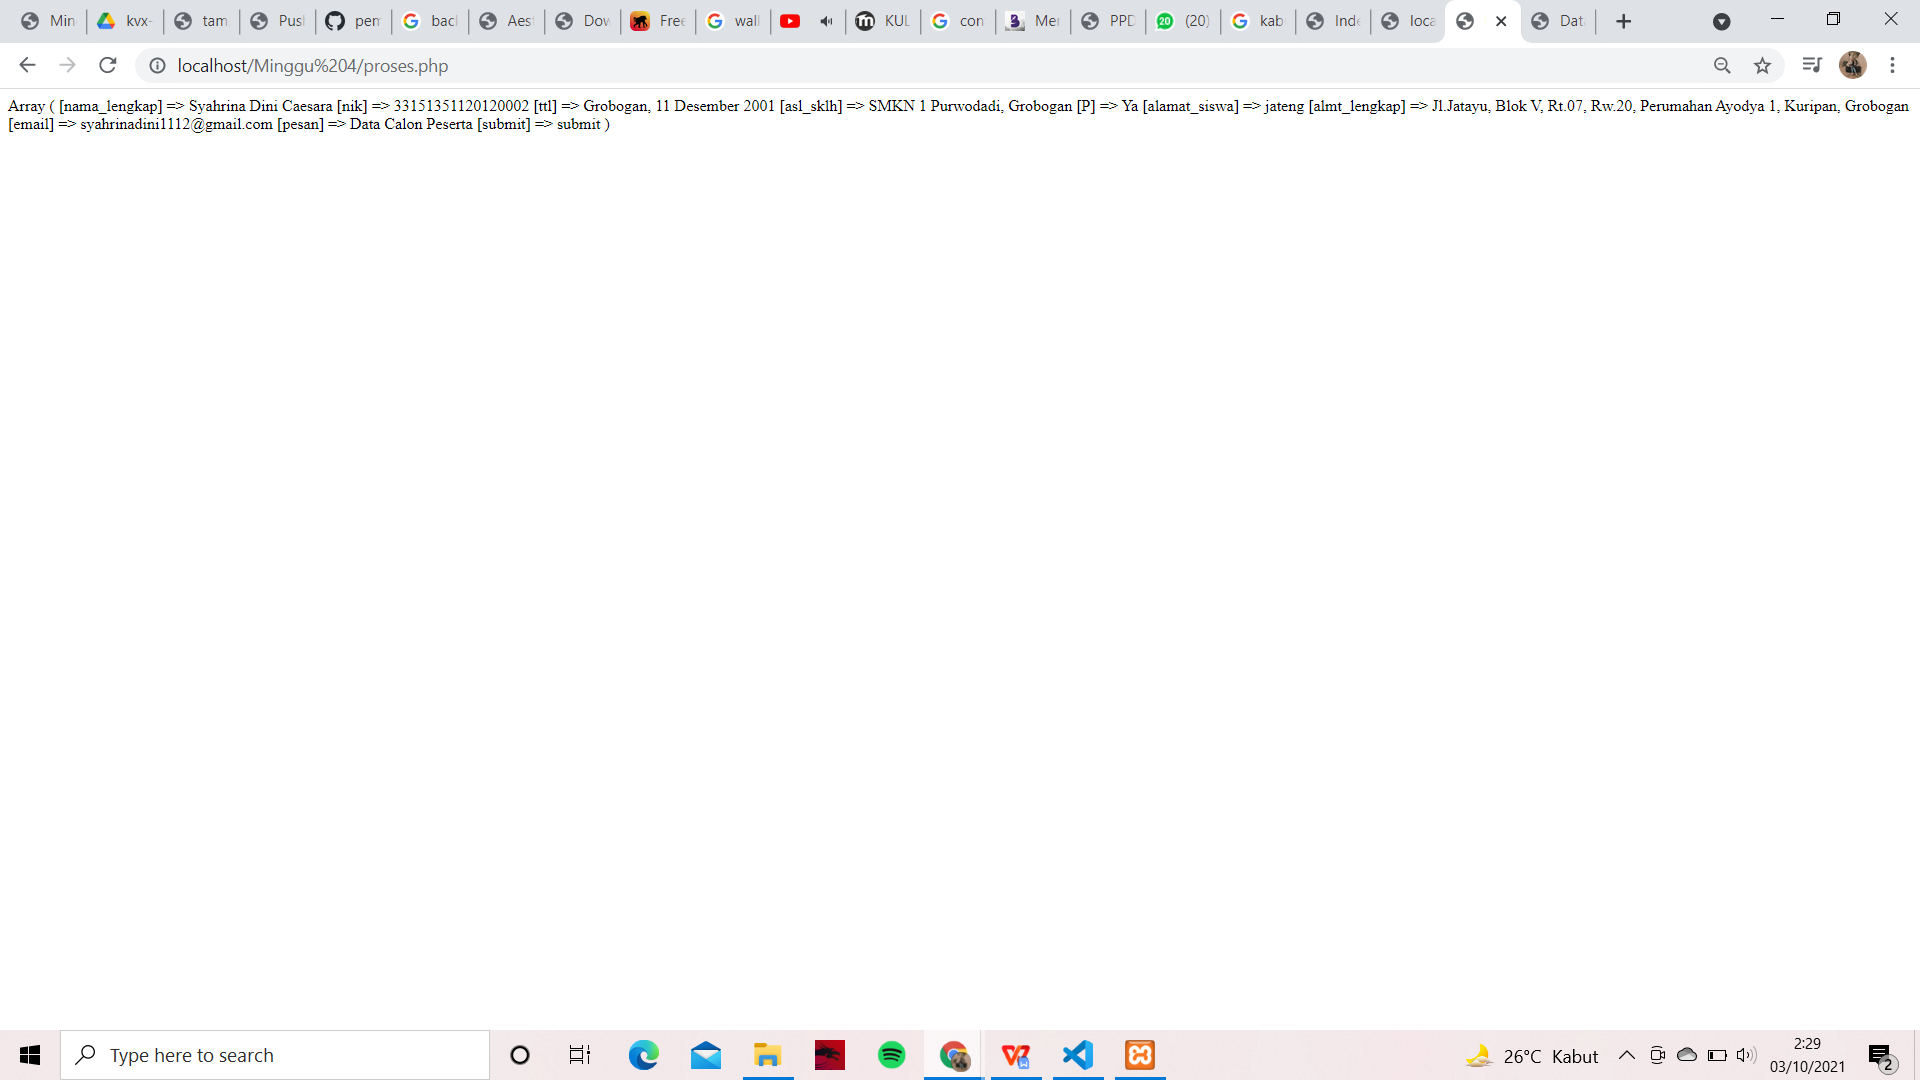 Min kvx- tam Pus pem bac Aes Dow Free wall KUL con Mer PPD (20) kab Inde loca Dat
localhost/Minggu%204/proses.php
Array ( [nama_lengkap] => Syahrina Dini Caesara [nik] => 33151351120120002 [ttl] => Grobogan, 11 Desember 2001 [asl_sklh] => SMKN 1 Purwodadi, Grobogan [P] => Ya [alamat_siswa] => jateng [almt_lengkap] => Jl.Jatayu, Blok V, Rt.07, Rw.20, Perumahan Ayodya 1, Kuripan, Grobogan
[email] => syahrinadini1112@gmail.com [pesan] => Data Calon Peserta [submit] => submit )
Type here to search
26°C Kabut
2:29
03/10/2021
2